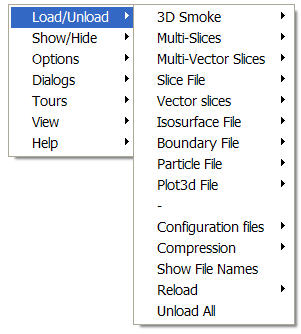 Load/Unload
Show/Hide
Options
Dialogs
Tours
View
Help
3D Smoke
Multi-Slices
Multi-Vector Slices
Slice File
Vector slices
Isosurface File
Boundary File
Particle File
Plot3d File
-
Configuration files
Compression
Show File Names
Reload
Unload All